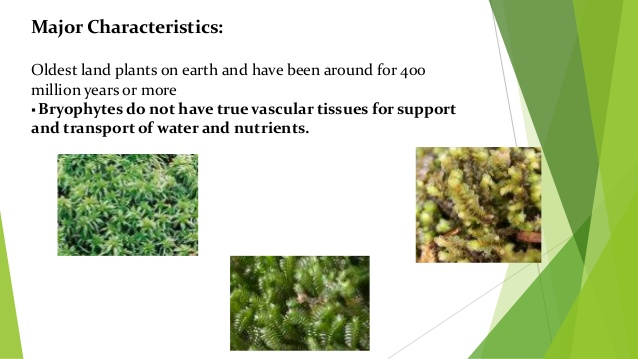 Major Characteristics:
Oldest land plants on earth and have been around for 400
million years or more
▪ Bryophytes do not have true vascular tissues for support
and transport of water and nutrients.